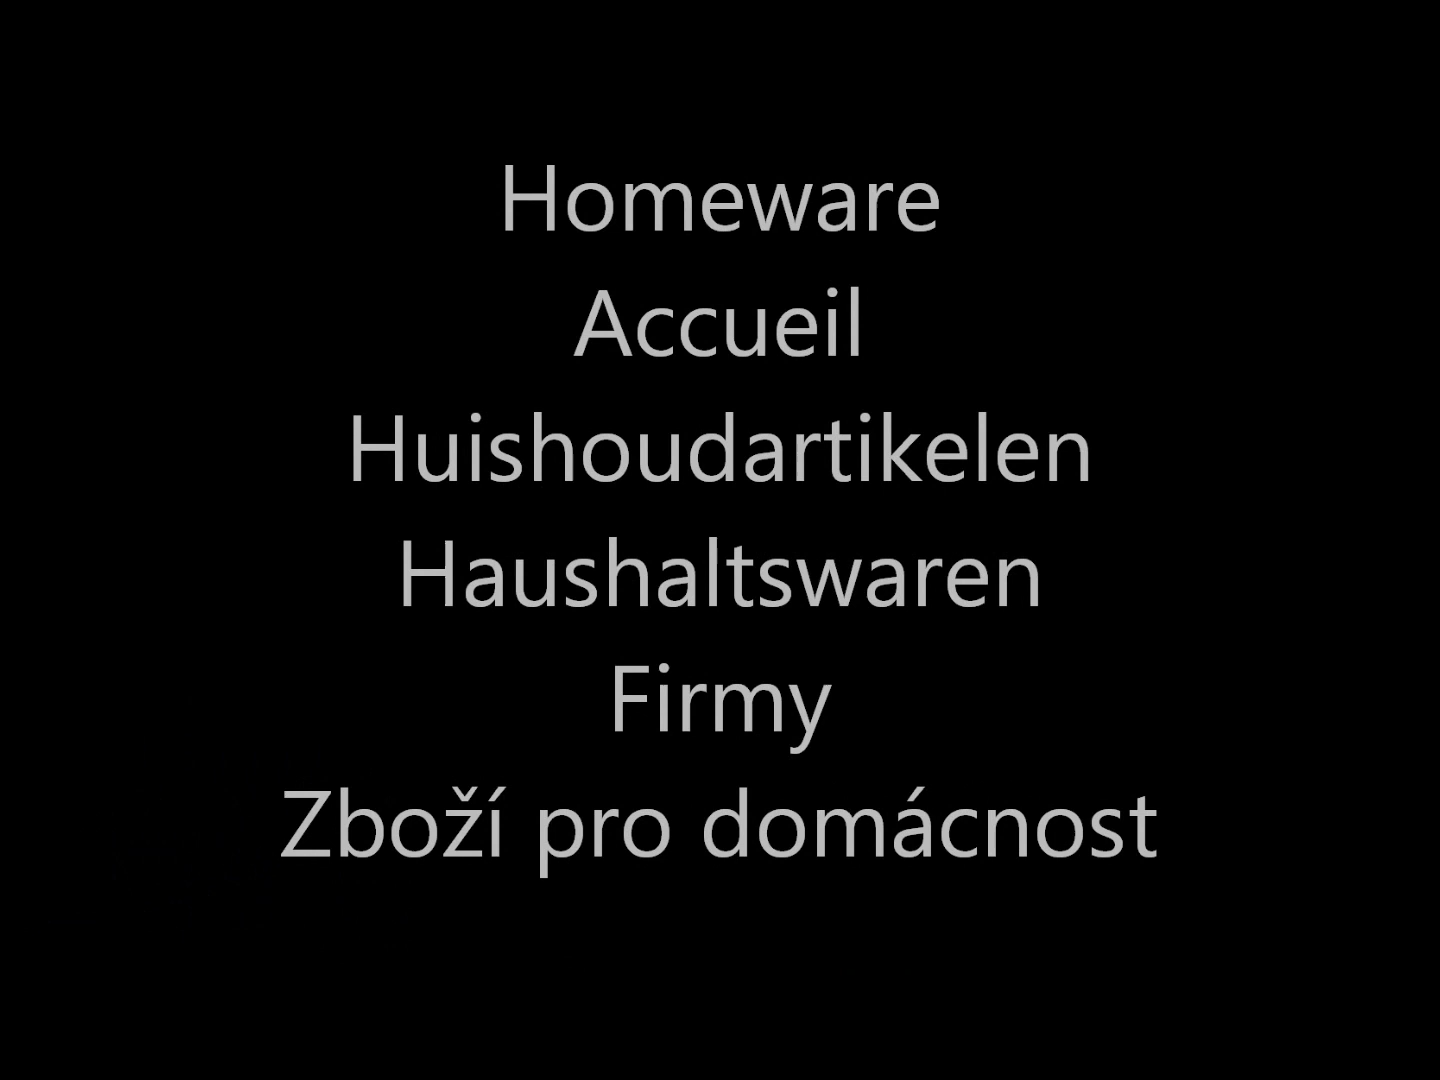 Homeware
Accueil
Huishoudartikelen
Haushaltswaren
Firmy
Zboží pro domácnost